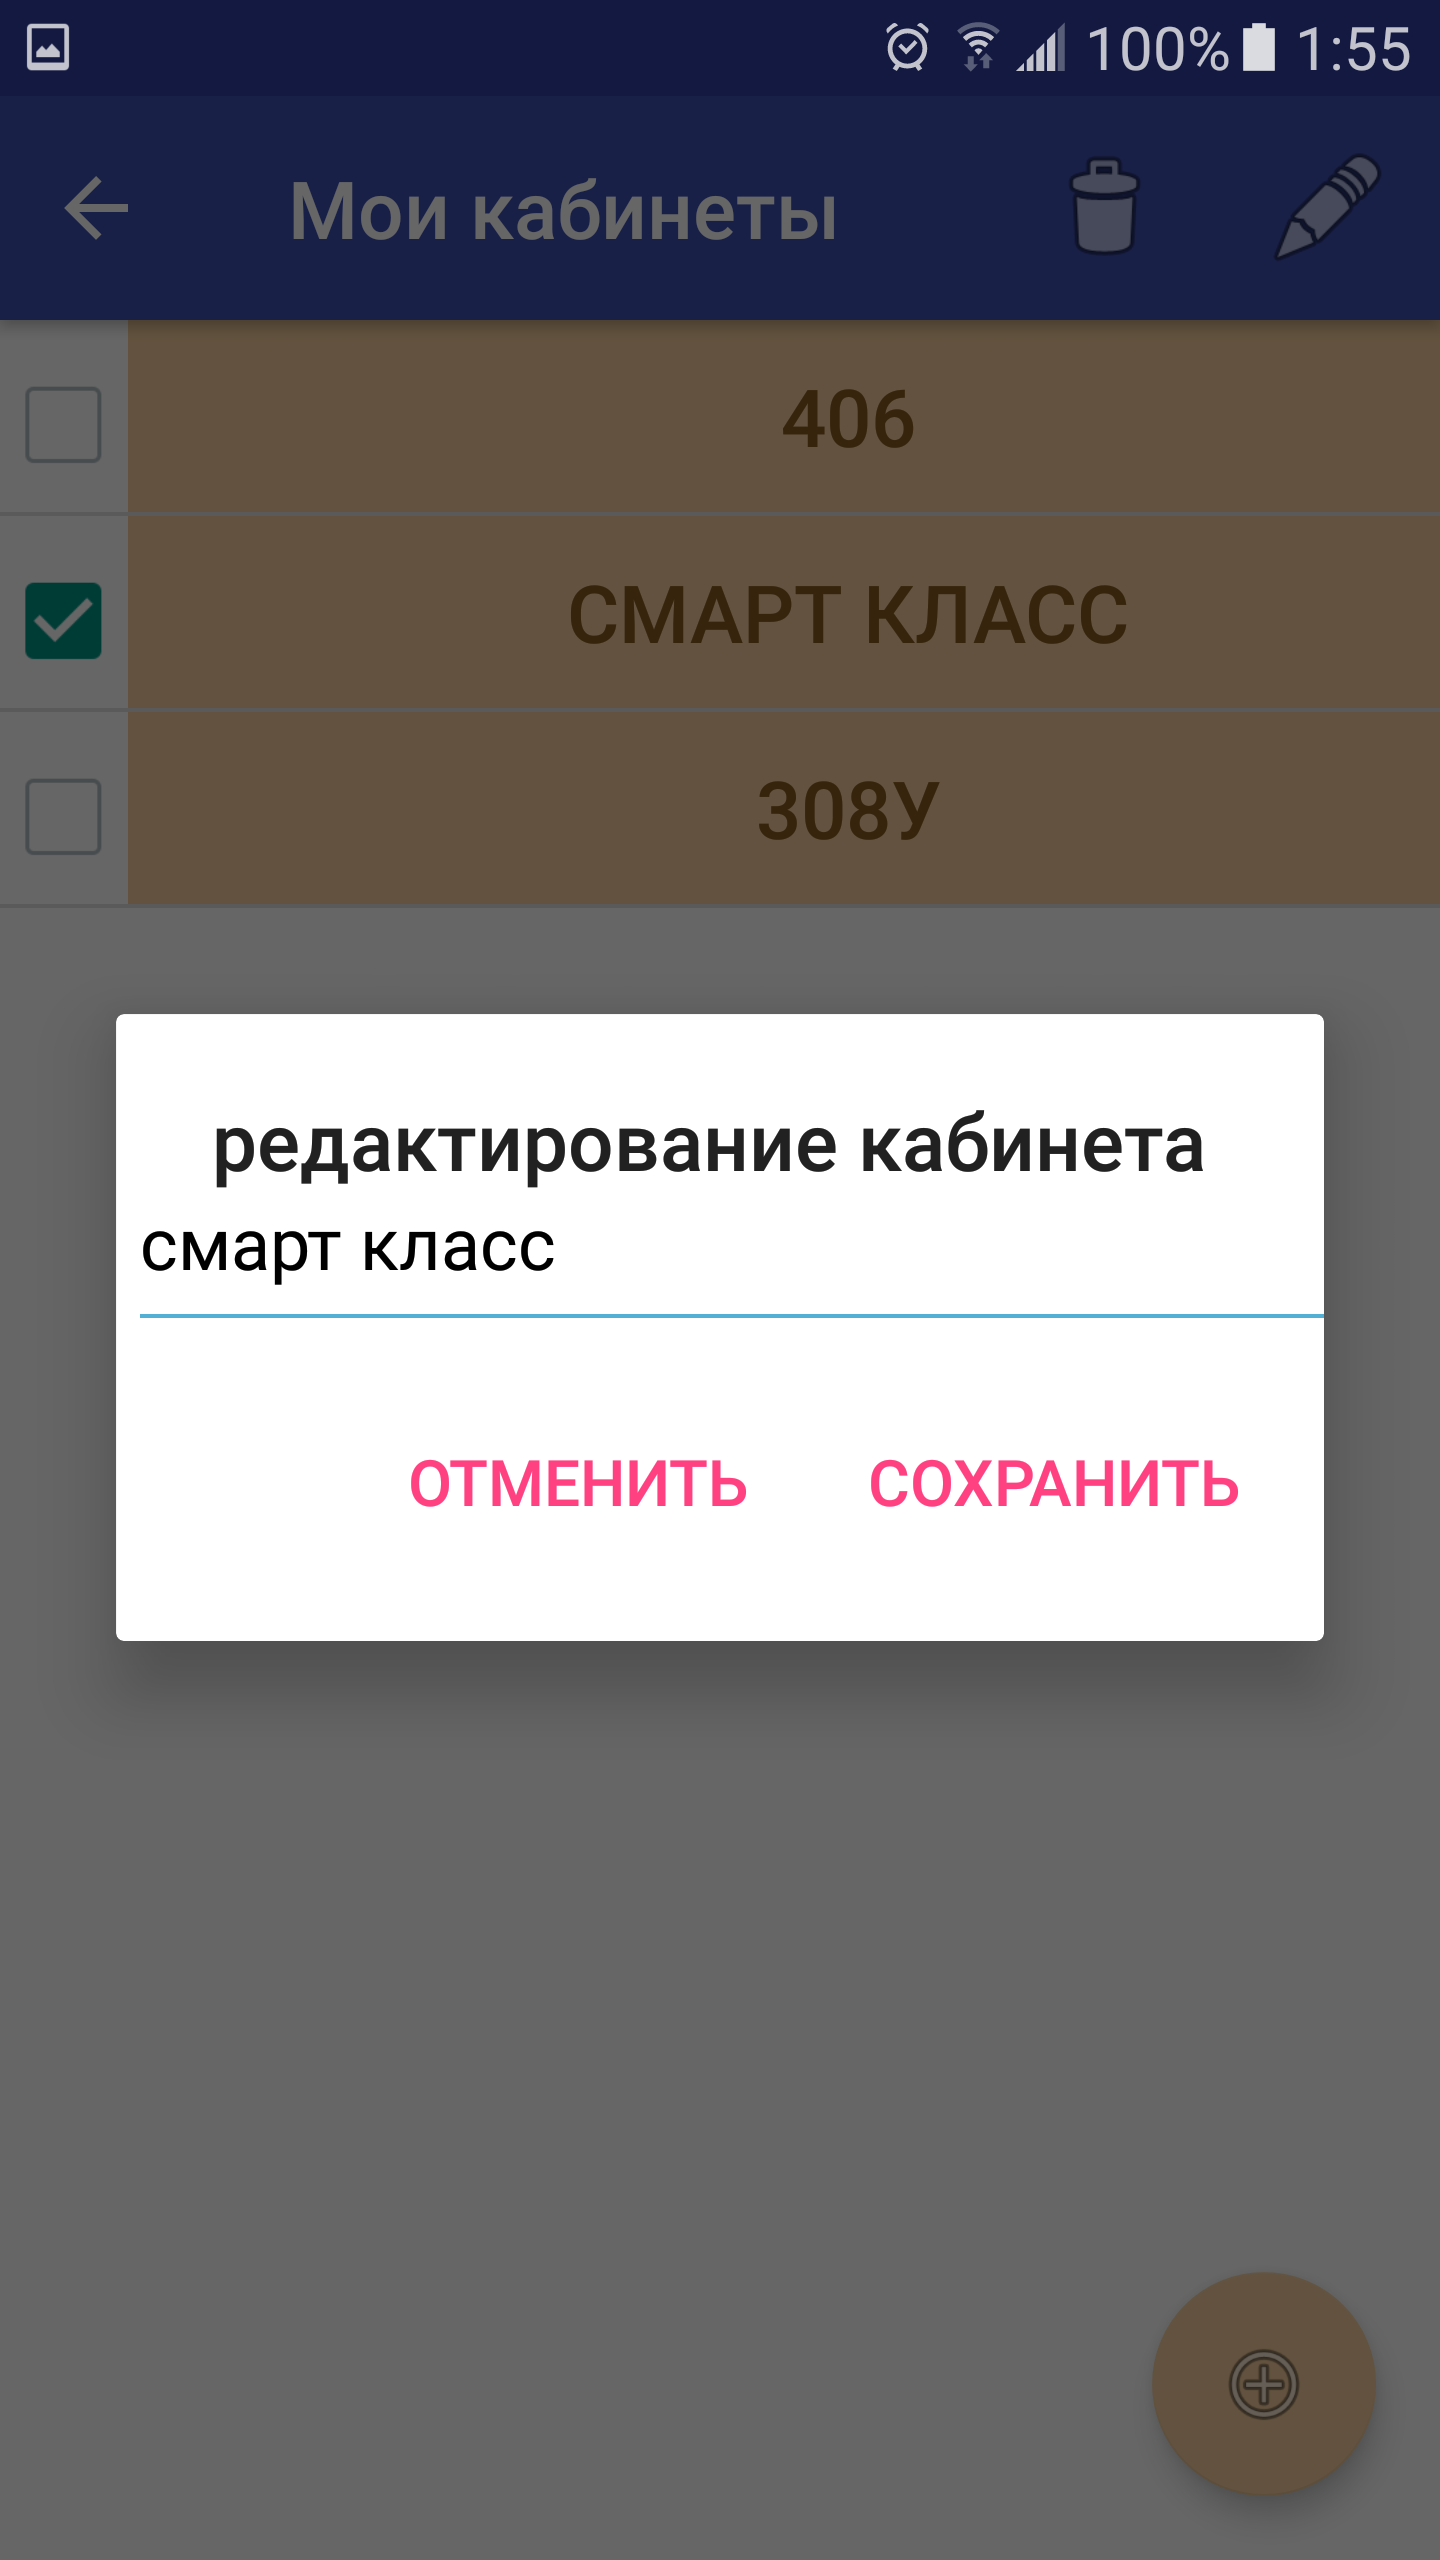 100% 1:55
Мои кабинеты
406
СМАРТ КЛАСС
308У
редактирование кабинета
смарт класс
ОТМЕНИТЬ СОХРАНИТЬ